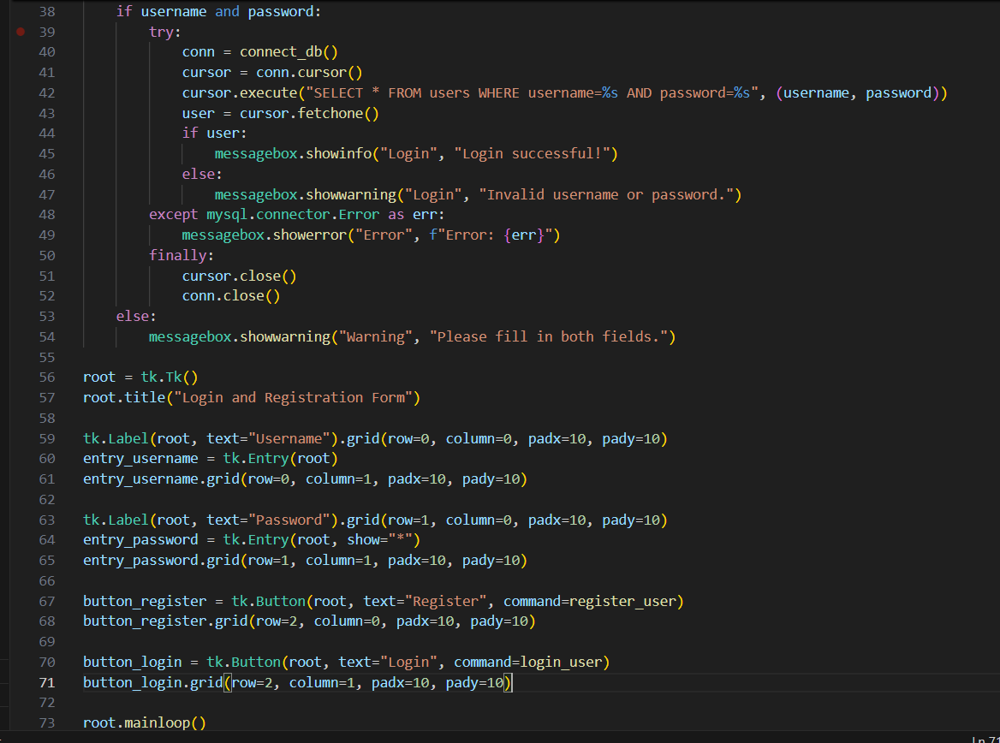 38 if username and password:
39 try:
40 conn = connect_db()
41 cursor = conn.cursor()
42 cursor.execute("SELECT * FROM users WHERE username=%s AND password=%s", (username, password))
43 user = cursor.fetchone()
44 if user:
45 messagebox.showinfo("Login", "Login successful!")
46 else:
47 messagebox.showwarning("Login", "Invalid username or password.")
48 except mysql.connector.Error as err:
49 messagebox.showerror("Error", f"Error: {err}")
50 finally:
51 cursor.close()
52 conn.close()
53 else:
54 messagebox.showwarning("Warning", "Please fill in both fields.")
55
56 root = tk.Tk()
57 root.title("Login and Registration Form")
58
59 tk.Label(root, text="Username").grid(row=0, column=0, padx=10, pady=10)
60 entry_username = tk.Entry(root)
61 entry_username.grid(row=0, column=1, padx=10, pady=10)
62
63 tk.Label(root, text="Password").grid(row=1, column=0, padx=10, pady=10)
64 entry_password = tk.Entry(root, show="*")
65 entry_password.grid(row=1, column=1, padx=10, pady=10)
66
67 button_register = tk.Button(root, text="Register", command=register_user)
68 button_register.grid(row=2, column=0, padx=10, pady=10)
69
70 button_login = tk.Button(root, text="Login", command=login_user)
71 button_login.grid(row=2, column=1, padx=10, pady=10)
72
73 root.mainloop()